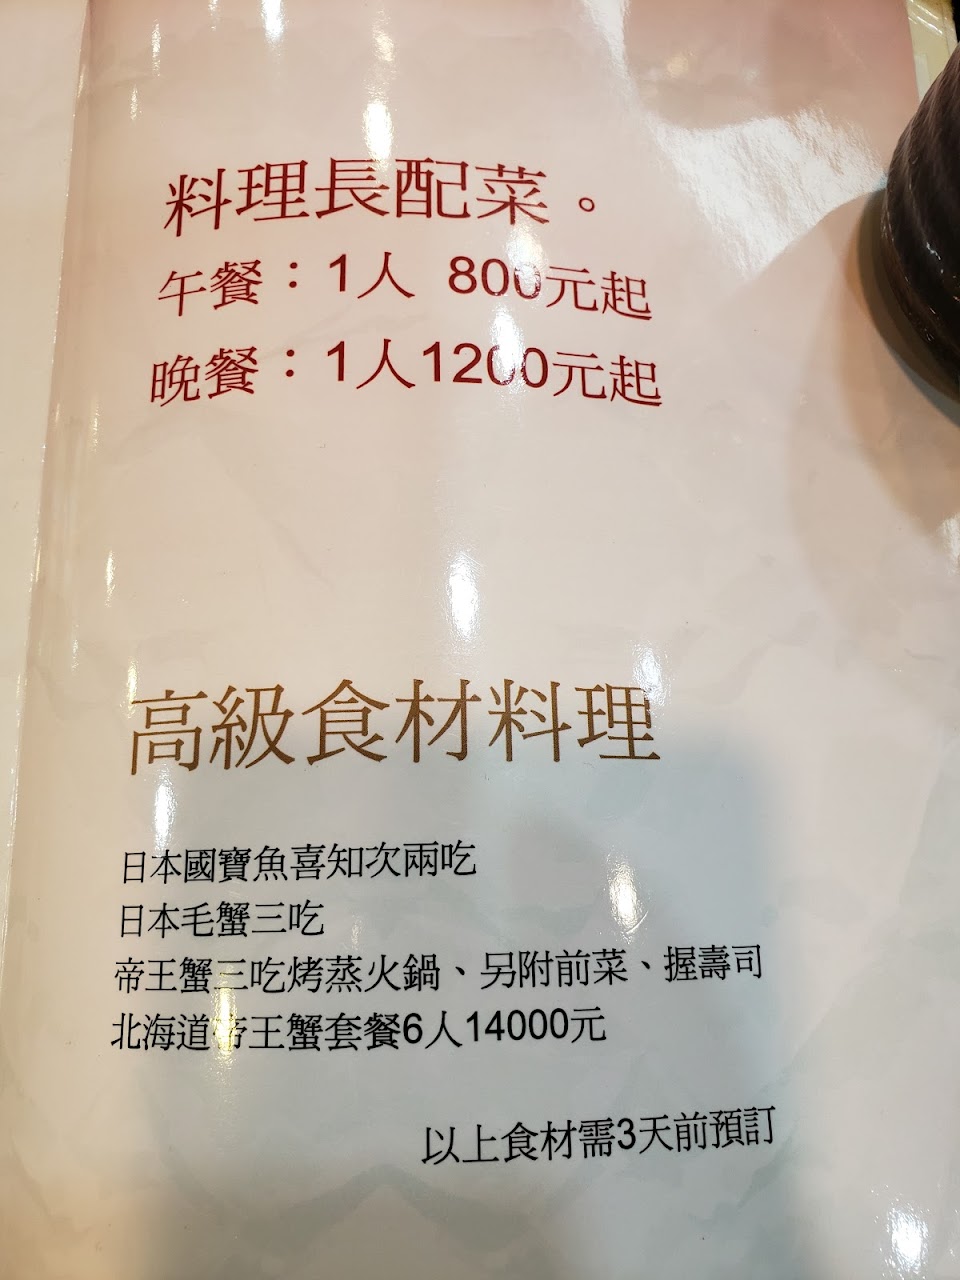 料理長配菜。
午餐：1人 800元起
晚餐：1人1200元起
高級食材料理
日本國寶魚喜知次兩吃
日本毛蟹三吃
帝王蟹三吃烤蒸火鍋、另附前菜、握壽司
北海道帝王蟹套餐6人14000元
以上食材需3天前預訂